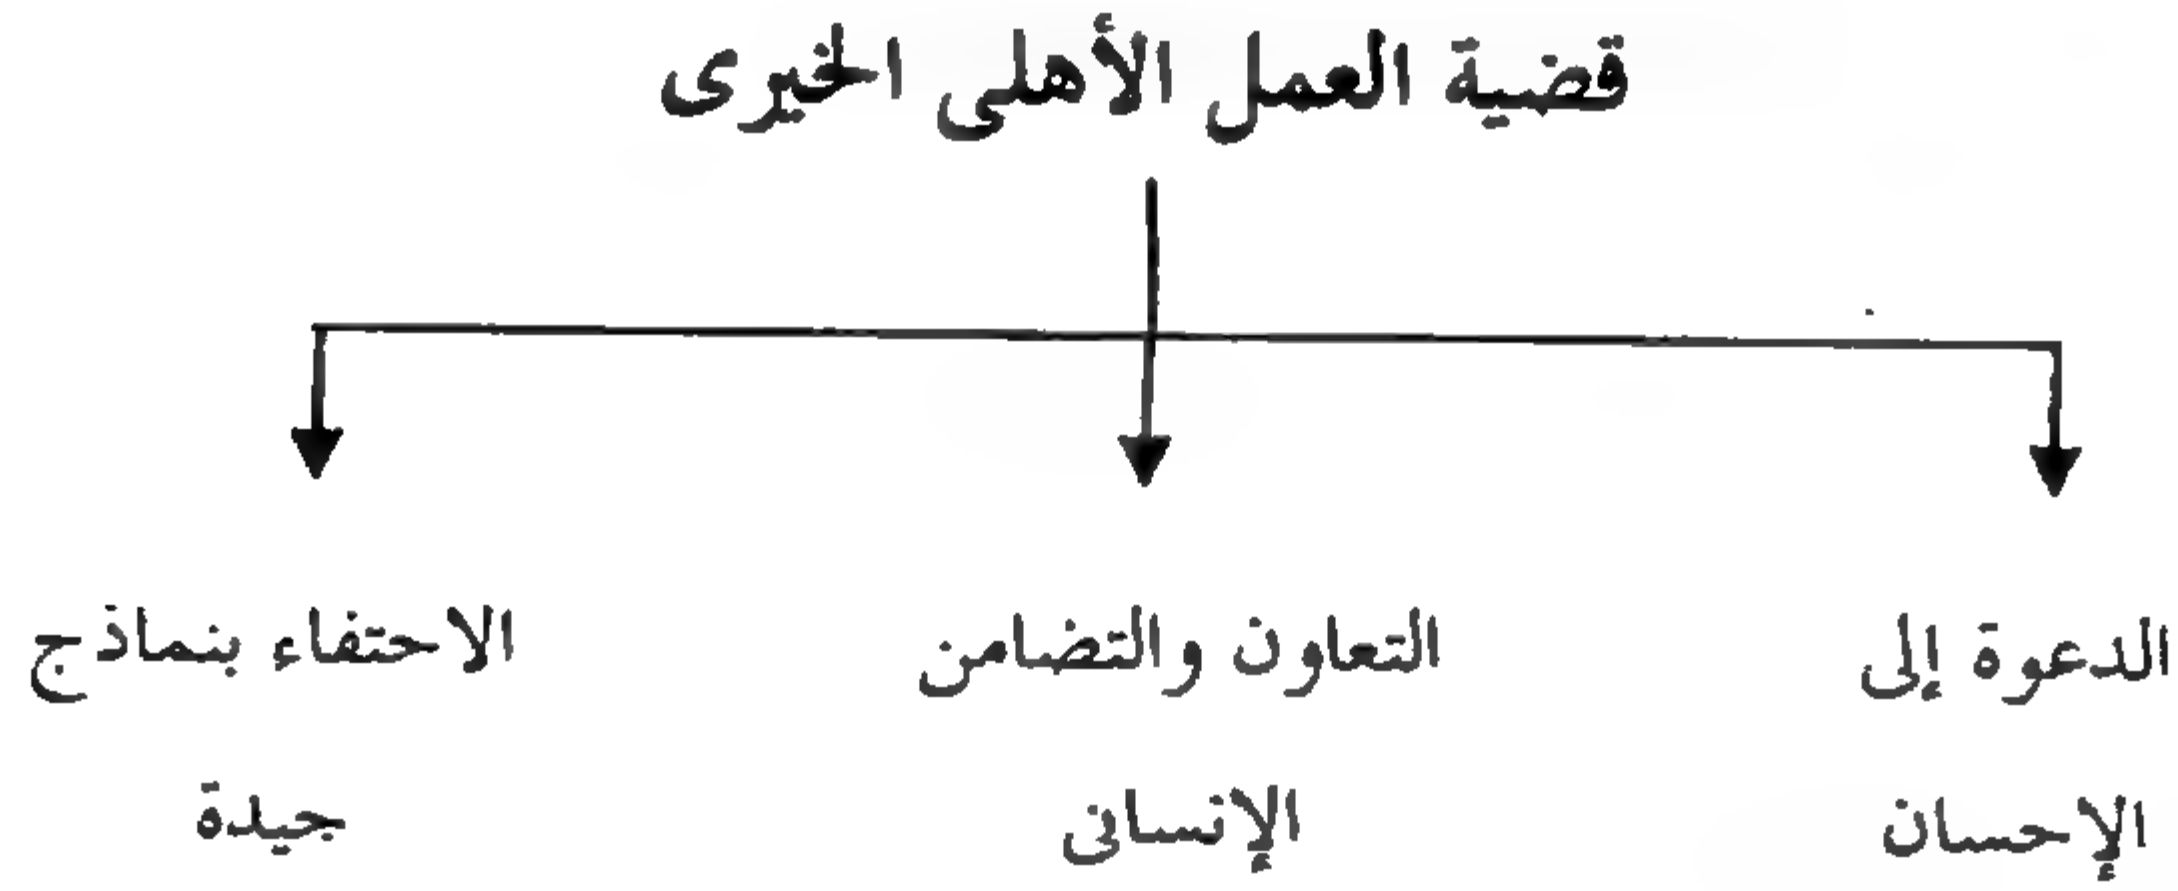 قضية العمل الأهلى الخيرى
الدعوة إلى
الإحسان
التعاون والتضامن
الإنسانى
الاحتفاء بنماذج
جيدة